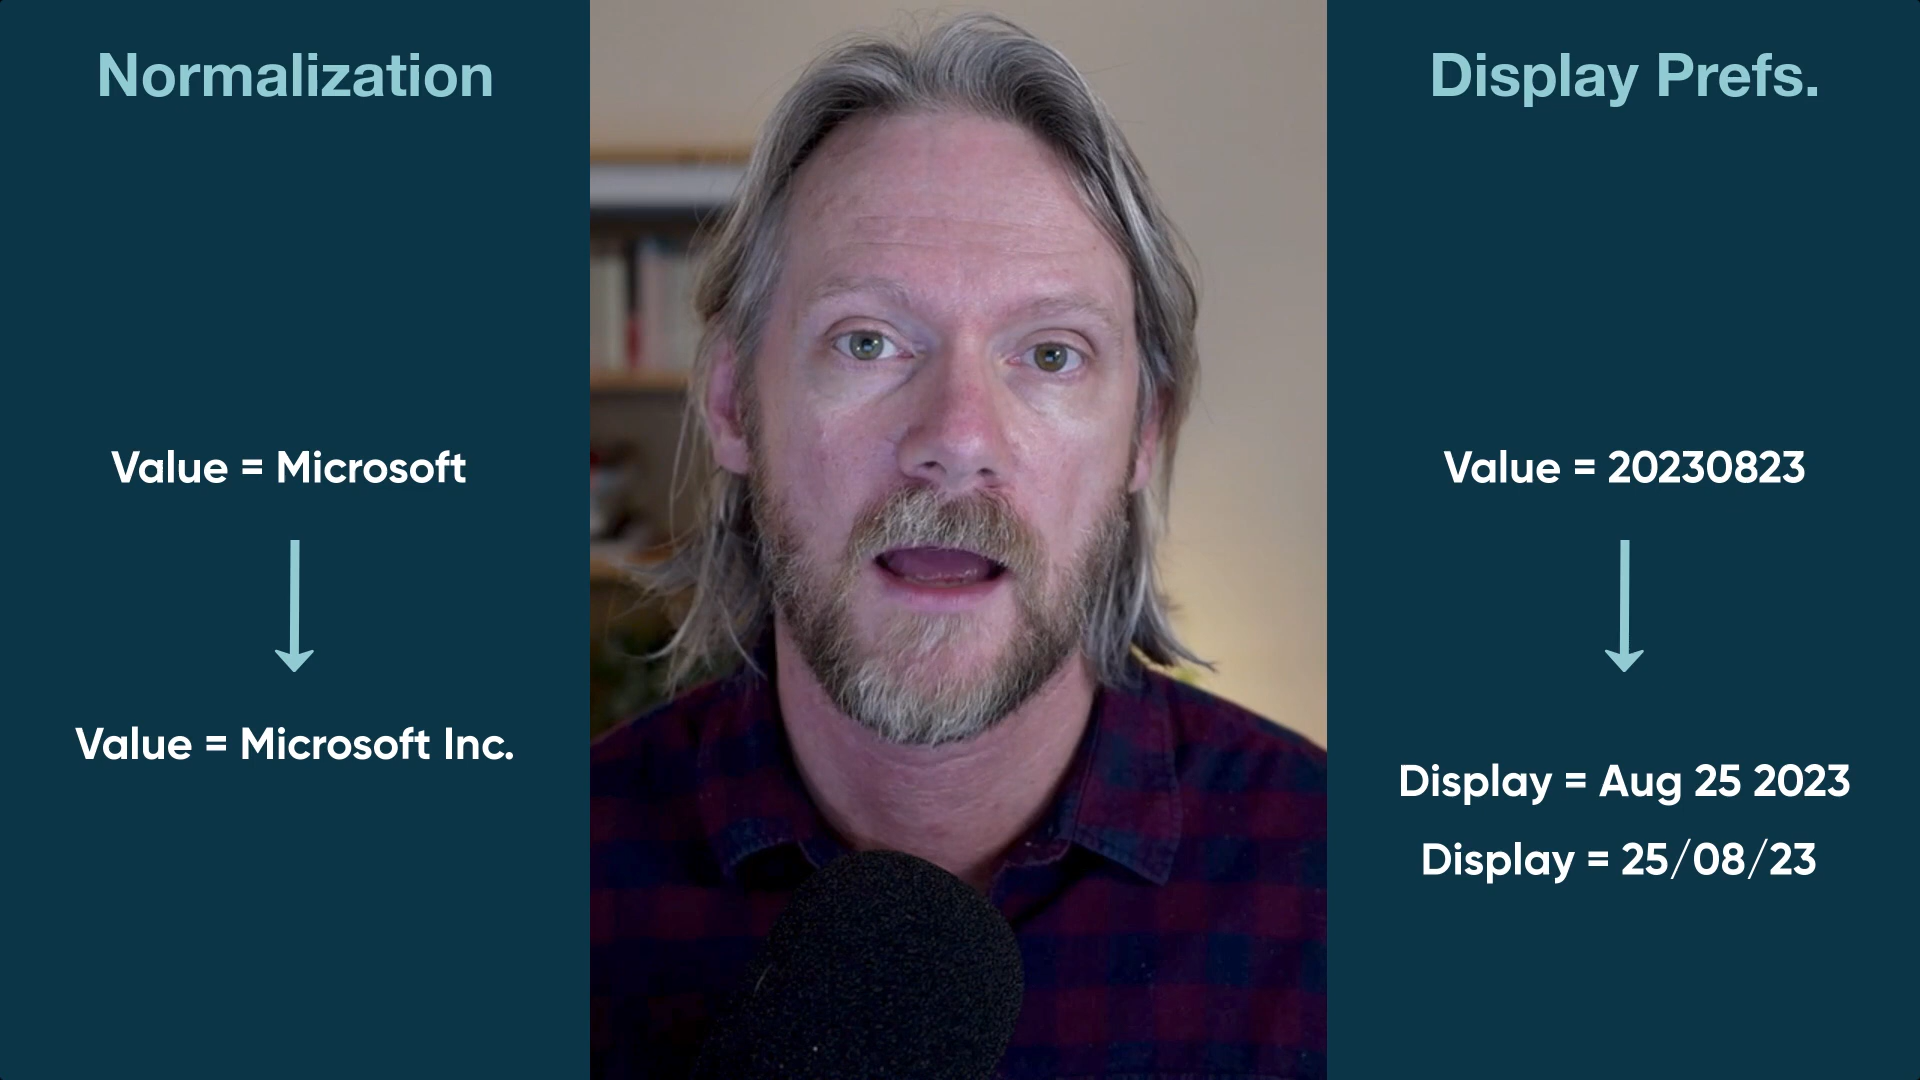 Normalization
Value = Microsoft
Value = Microsoft Inc.
Display Prefs.
Value = 20230823
Display = Aug 25 2023
Display = 25/08/23